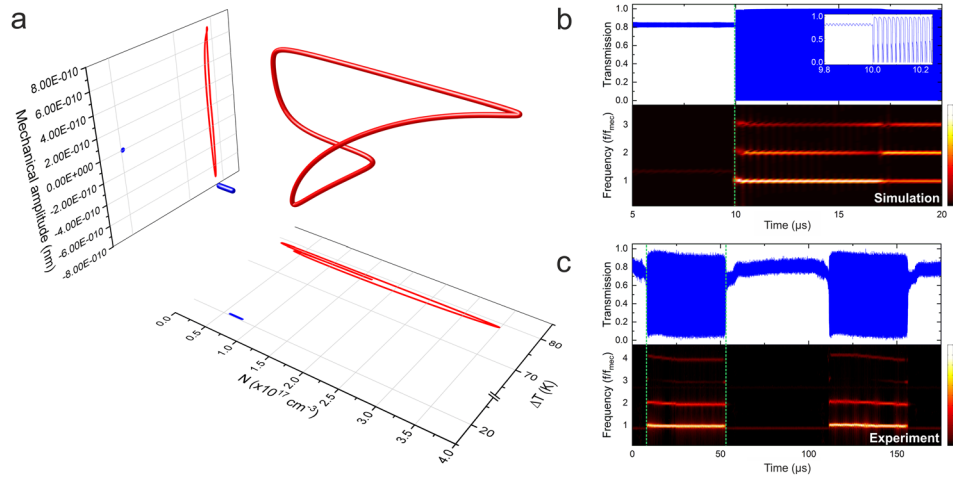 a
Mechanical amplitude (nm)
8.00E-010
6.00E-010
4.00E-010
2.00E-010
0.00E+000
-2.00E-010
-4.00E-010
-6.00E-010
-8.00E-010
0.0
0.5
1.0
1.5
2.0
2.5
3.0
3.5
4.0
N (x10^17 cm^-3)
20
70
80
ΔT (K)
b
Transmission
1.0
0.8
0.6
0.4
0.2
0.0
1.0
0.5
0.0
9.8 10.0 10.2
Frequency (f/f_mec)
3
2
1
Simulation
5 10 15 20
Time (μs)
c
Transmission
1.0
0.8
0.6
0.4
0.2
0.0
Frequency (f/f_mec)
4
3
2
1
Experiment
0 50 100 150
Time (μs)